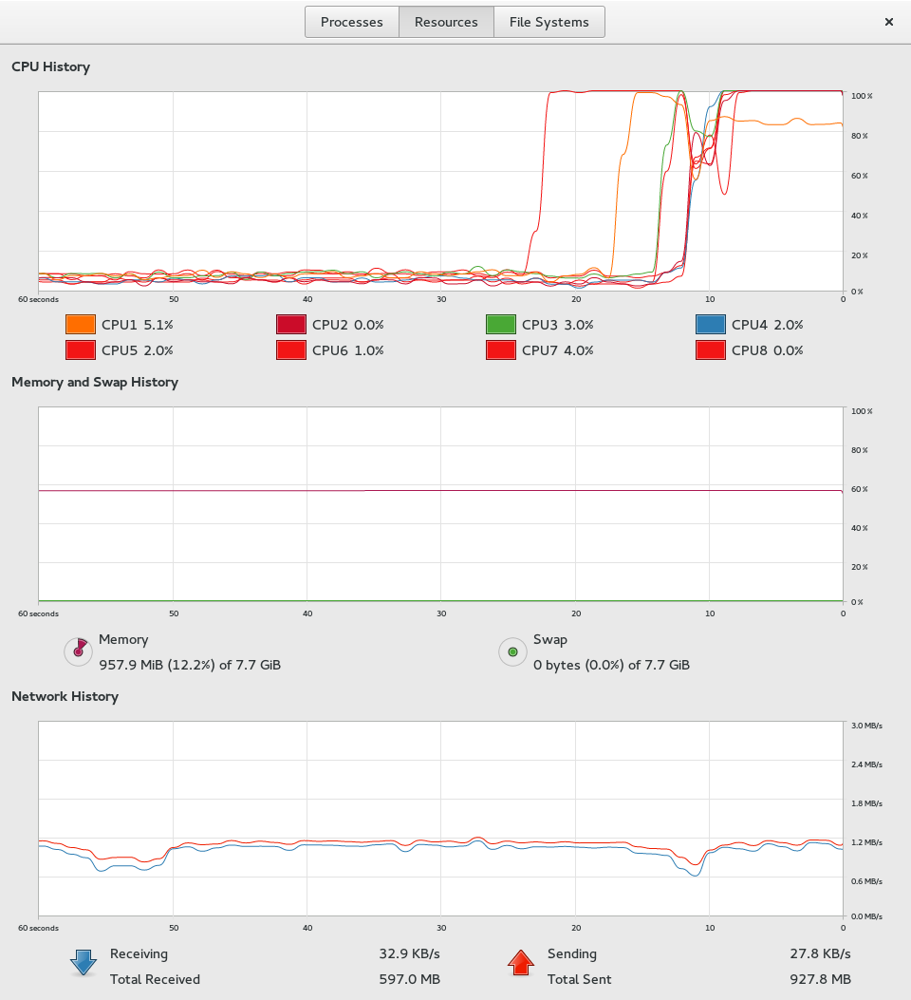 Processes Resources File Systems ×
CPU History
100 %
80 %
60 %
40 %
20 %
0 %
60 seconds 50 40 30 20 10 0
CPU1 5.1% CPU2 0.0% CPU3 3.0% CPU4 2.0%
CPU5 2.0% CPU6 1.0% CPU7 4.0% CPU8 0.0%
Memory and Swap History
100 %
80 %
60 %
40 %
20 %
0 %
60 seconds 50 40 30 20 10 0
Memory Swap
957.9 MiB (12.2%) of 7.7 GiB 0 bytes (0.0%) of 7.7 GiB
Network History
3.0 MB/s
2.4 MB/s
1.8 MB/s
1.2 MB/s
0.6 MB/s
0.0 MB/s
60 seconds 50 40 30 20 10 0
Receiving 32.9 KB/s Sending 27.8 KB/s
Total Received 597.0 MB Total Sent 927.8 MB